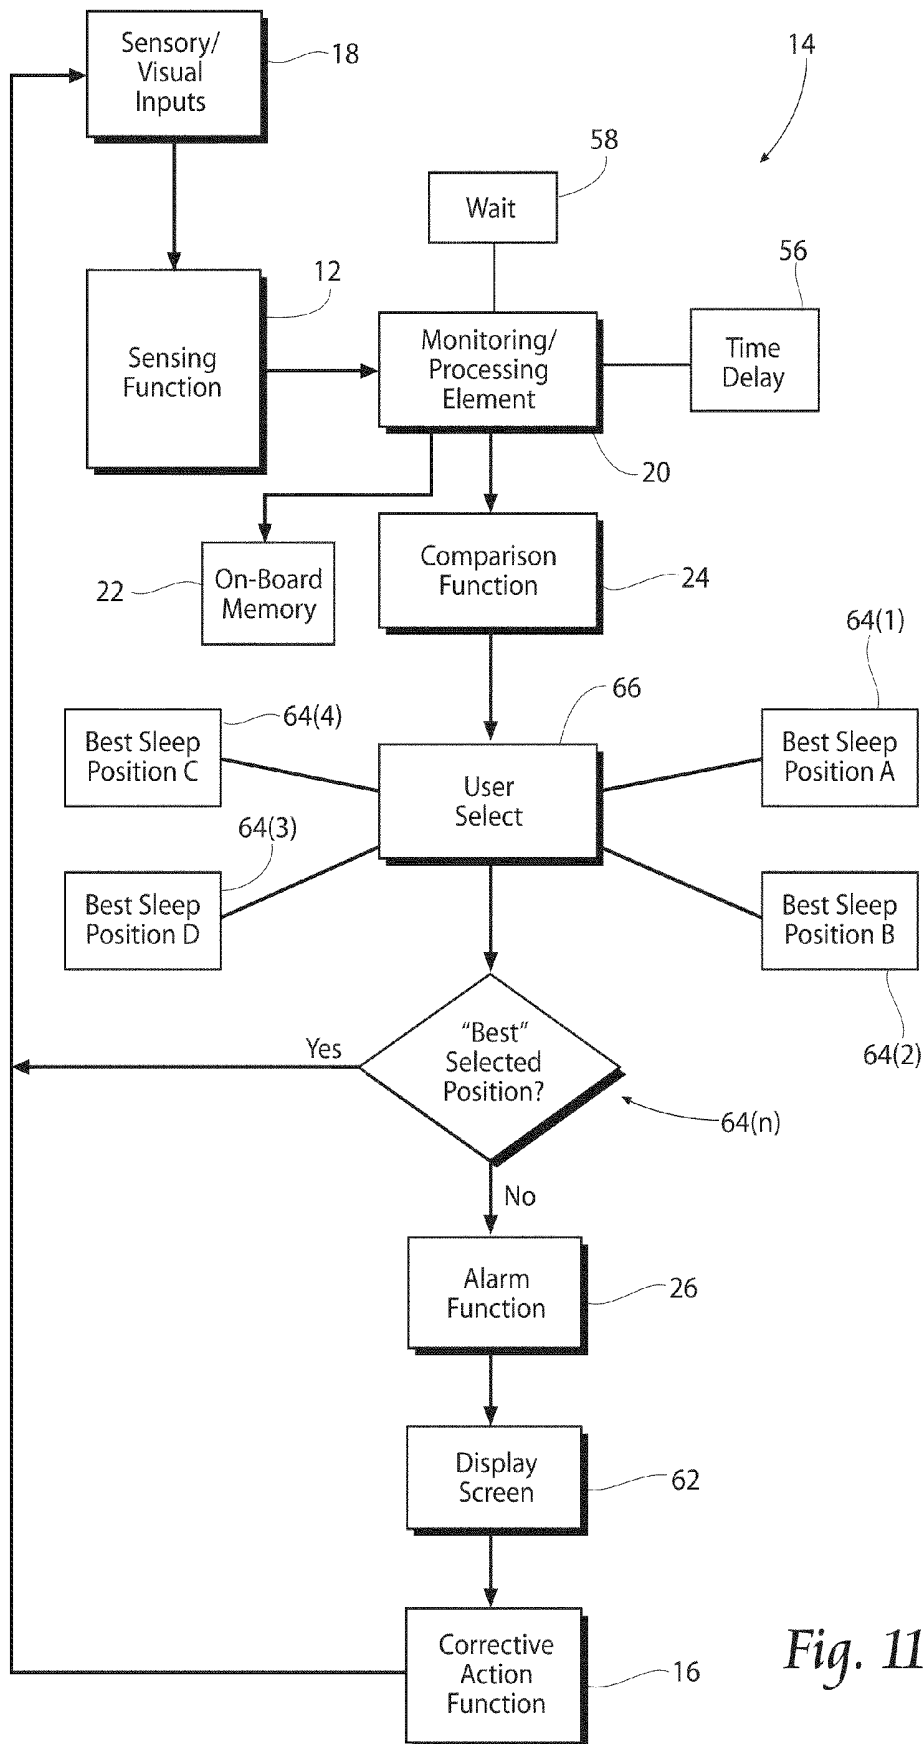 Sensory/
Visual
Inputs
18
14
58
Wait
12
Sensing
Function
Monitoring/
Processing
Element
56
Time
Delay
20
22
On-Board
Memory
Comparison
Function
24
64(1)
66
64(4)
Best Sleep
Position C
User
Select
Best Sleep
Position A
64(3)
Best Sleep
Position D
Best Sleep
Position B
64(2)
Yes
"Best"
Selected
Position?
64(n)
No
Alarm
Function
26
Display
Screen
62
Corrective
Action
Function
16
Fig. 11